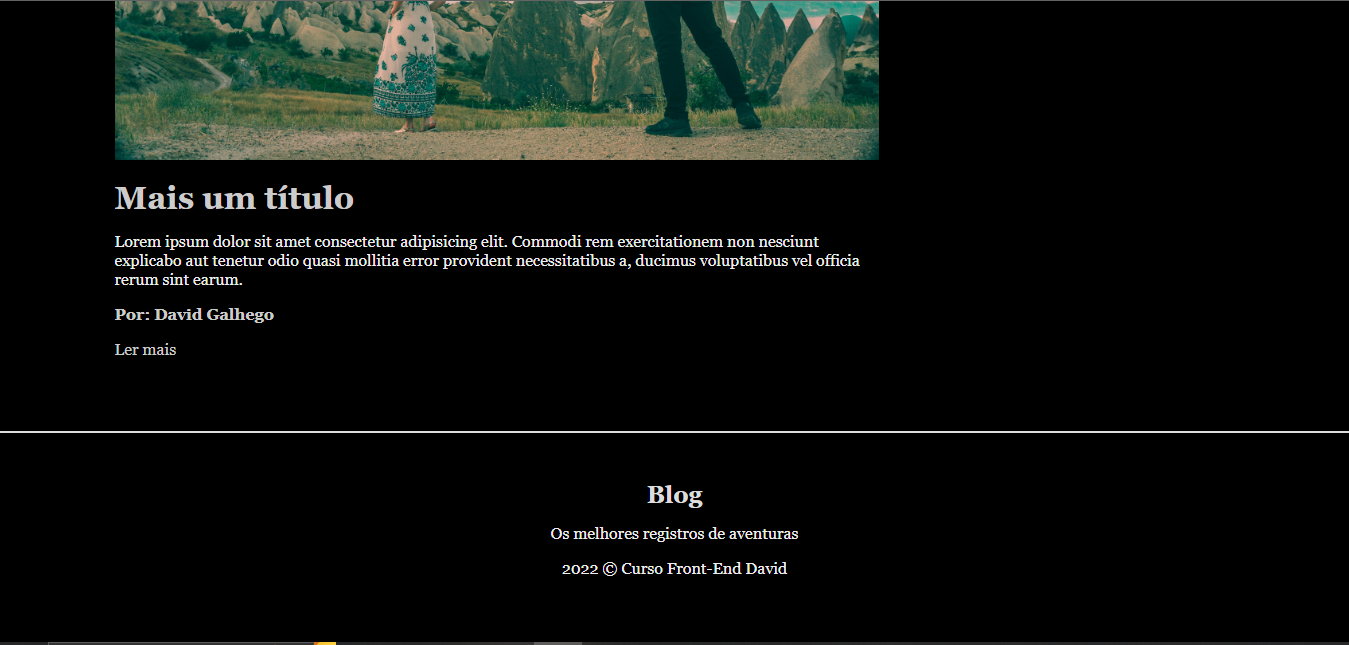 Mais um título
Lorem ipsum dolor sit amet consectetur adipisicing elit. Commodi rem exercitationem non nesciunt
explicabo aut tenetur odio quasi mollitia error provident necessitatibus a, ducimus voluptatibus vel officia
rerum sint earum.
Por: David Galhego
Ler mais
Blog
Os melhores registros de aventuras
2022 © Curso Front-End David